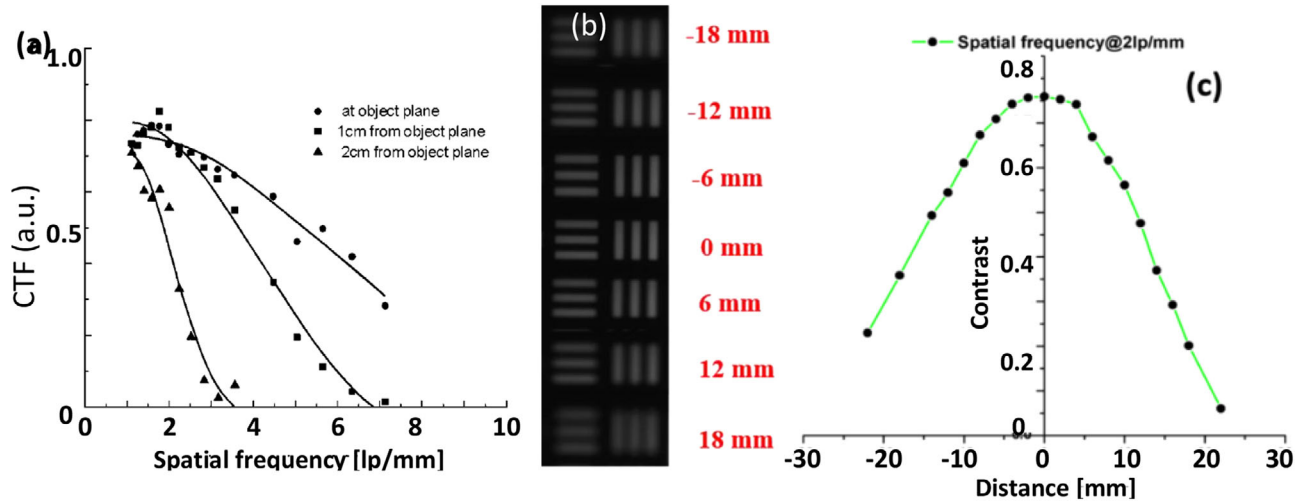 (a)
1.0
0.5
0
CTF (a.u.)
at object plane
1cm from object plane
2cm from object plane
0 2 4 6 8 10
Spatial frequency [lp/mm]
(b)
-18 mm
-12 mm
-6 mm
0 mm
6 mm
12 mm
18 mm
Spatial frequency@2lp/mm
(c)
0.8
0.6
0.4
0.2
0
Contrast
-30 -20 -10 0 10 20 30
Distance [mm]